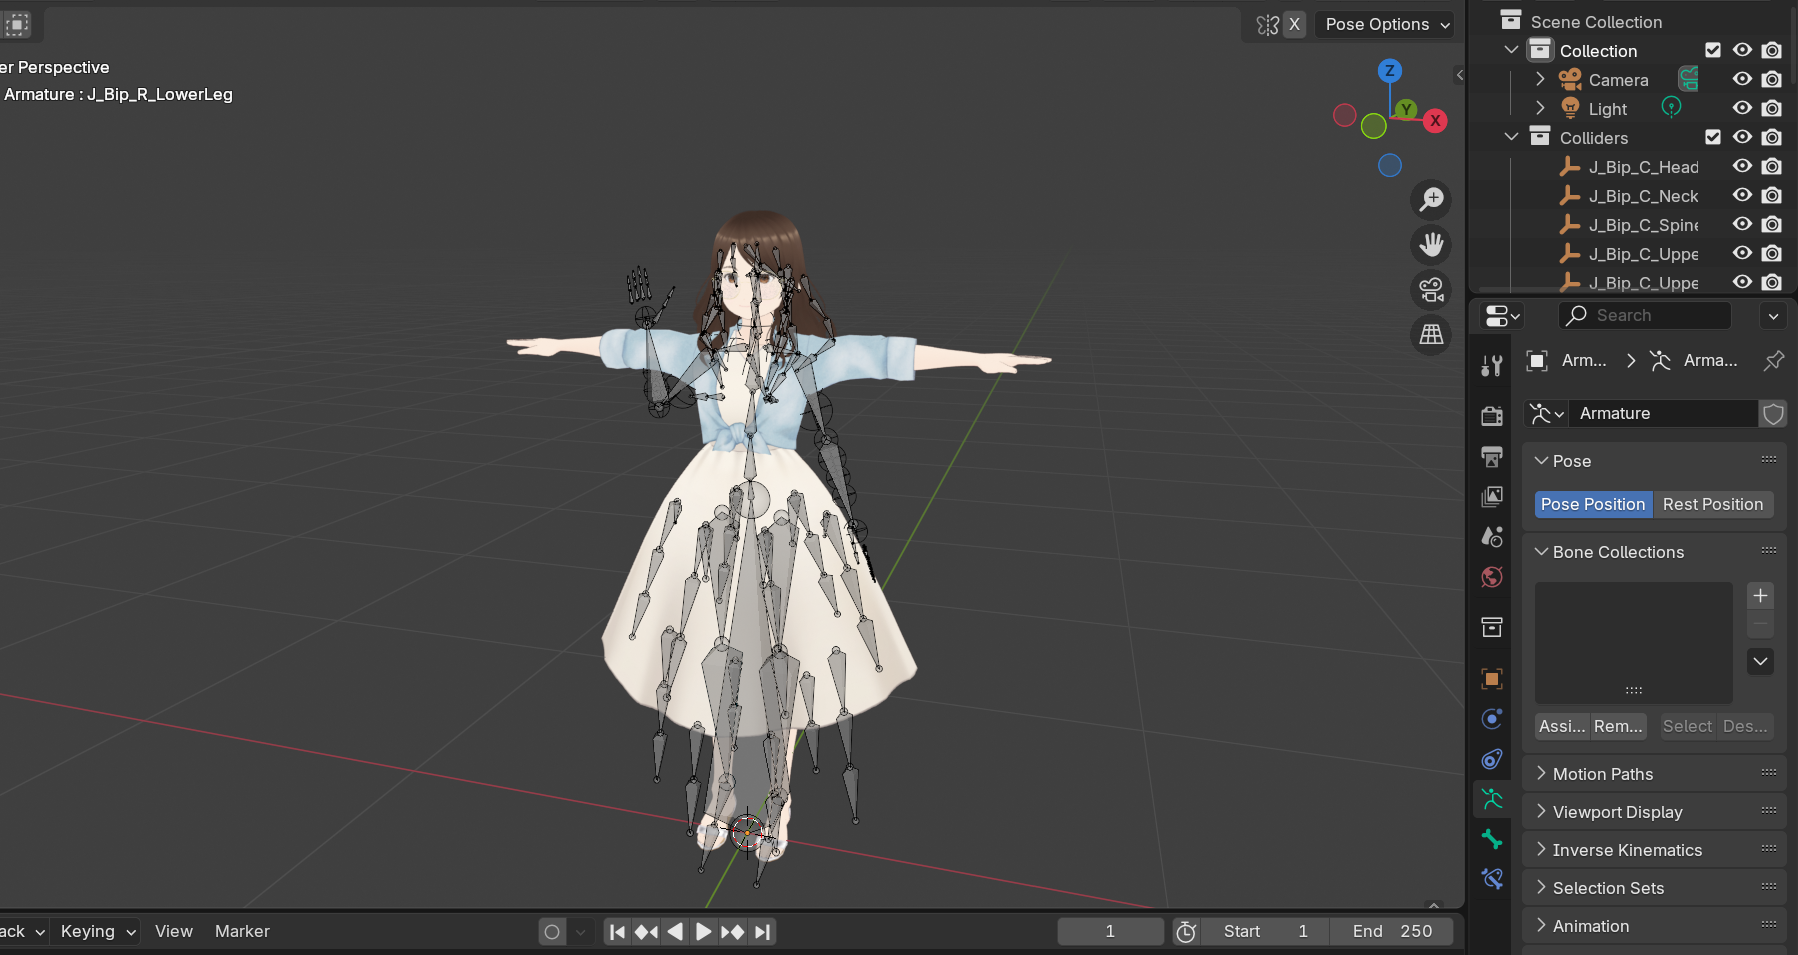 X
Pose Options
er Perspective
Armature : J_Bip_R_LowerLeg
Z
Y
X
Scene Collection
Collection
Camera
Light
Colliders
J_Bip_C_Head
J_Bip_C_Neck
J_Bip_C_Spine
J_Bip_C_Uppe
J_Bip_C_Uppe
Search
Arm... Arma...
Armature
Pose
Pose Position Rest Position
Bone Collections
Assi... Rem... Select Des...
Motion Paths
Viewport Display
Inverse Kinematics
Selection Sets
Animation
ack Keying View Marker 1 Start 1 End 250